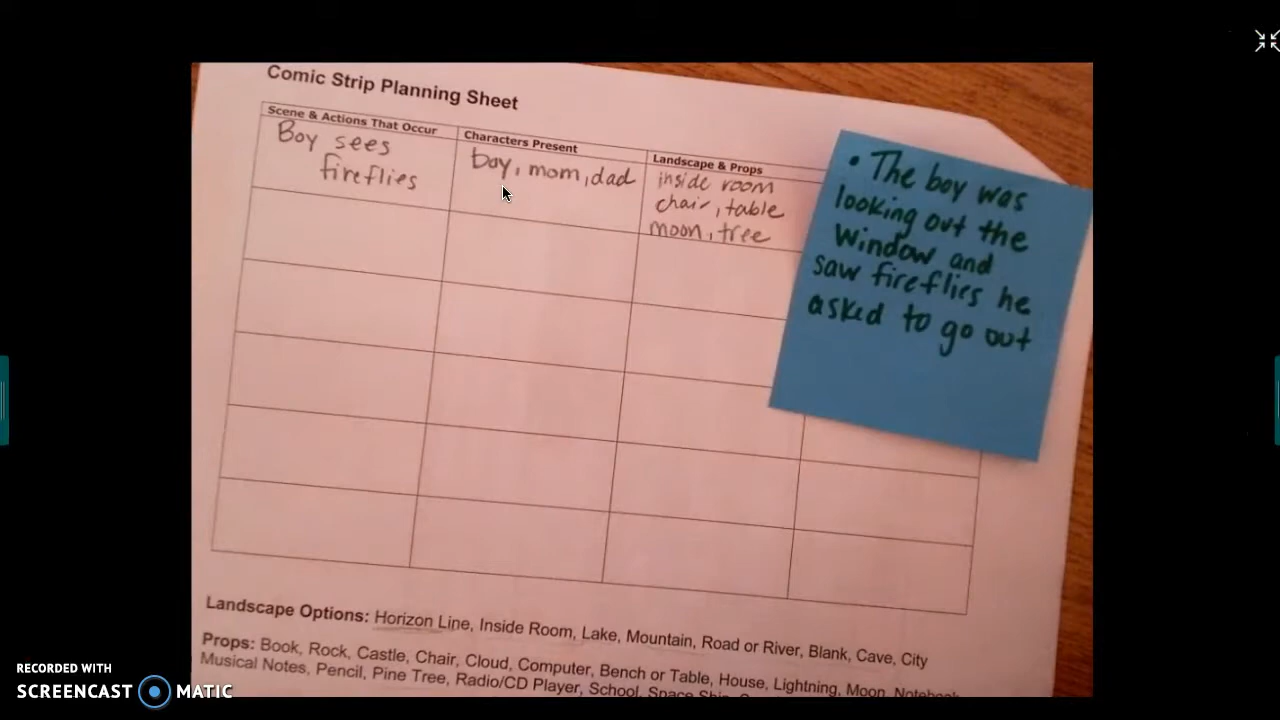 Comic Strip Planning Sheet
Scene & Actions That Occur
Characters Present
Landscape & Props
Boy sees
fireflies
boy, mom, dad
inside room
chair, table
moon, tree
• The boy was
looking out the
window and
saw fireflies he
asked to go out
Landscape Options: Horizon Line, Inside Room, Lake, Mountain, Road or River, Blank, Cave, City
Props: Book, Rock, Castle, Chair, Cloud, Computer, Bench or Table, House, Lightning, Moon, Notebook,
Musical Notes, Pencil, Pine Tree, Radio/CD Player, School, Space Ship,
RECORDED WITH
SCREENCAST MATIC